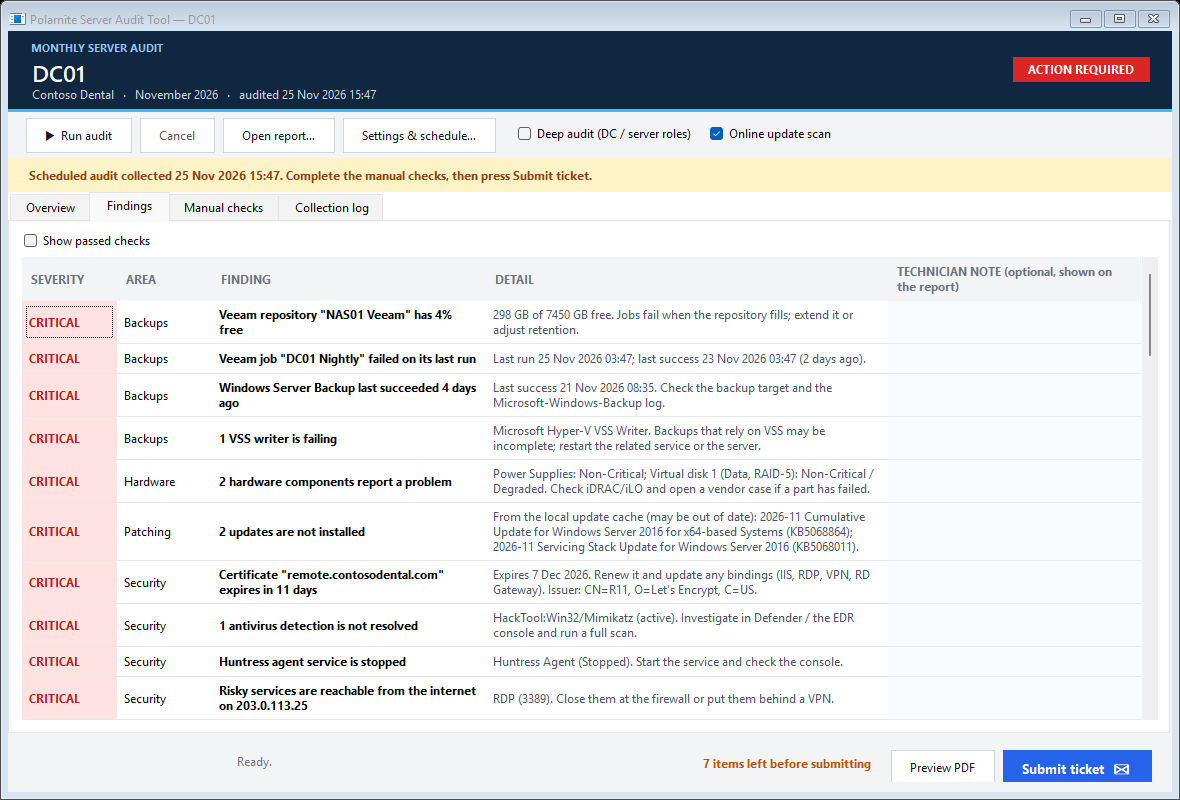 Polarnite Server Audit Tool — DC01
MONTHLY SERVER AUDIT
DC01
Contoso Dental · November 2026 · audited 25 Nov 2026 15:47
ACTION REQUIRED
Run audit
Cancel
Open report...
Settings & schedule...
Deep audit (DC / server roles)
Online update scan
Scheduled audit collected 25 Nov 2026 15:47. Complete the manual checks, then press Submit ticket.
Overview
Findings
Manual checks
Collection log
Show passed checks
SEVERITY
AREA
FINDING
DETAIL
TECHNICIAN NOTE (optional, shown on
the report)
CRITICAL
Backups
Veeam repository "NAS01 Veeam" has 4%
free
298 GB of 7450 GB free. Jobs fail when the repository fills; extend it or
adjust retention.
CRITICAL
Backups
Veeam job "DC01 Nightly" failed on its last run
Last run 25 Nov 2026 03:47; last success 23 Nov 2026 03:47 (2 days ago).
CRITICAL
Backups
Windows Server Backup last succeeded 4 days
ago
Last success 21 Nov 2026 08:35. Check the backup target and the
Microsoft-Windows-Backup log.
CRITICAL
Backups
1 VSS writer is failing
Microsoft Hyper-V VSS Writer. Backups that rely on VSS may be
incomplete; restart the related service or the server.
CRITICAL
Hardware
2 hardware components report a problem
Power Supplies: Non-Critical; Virtual disk 1 (Data, RAID-5): Non-Critical /
Degraded. Check iDRAC/iLO and open a vendor case if a part has failed.
CRITICAL
Patching
2 updates are not installed
From the local update cache (may be out of date): 2026-11 Cumulative
Update for Windows Server 2016 for x64-based Systems (KB5068864);
2026-11 Servicing Stack Update for Windows Server 2016 (KB5068011).
CRITICAL
Security
Certificate "remote.contosodental.com"
expires in 11 days
Expires 7 Dec 2026. Renew it and update any bindings (IIS, RDP, VPN, RD
Gateway). Issuer: CN=R11, O=Let's Encrypt, C=US.
CRITICAL
Security
1 antivirus detection is not resolved
HackTool:Win32/Mimikatz (active). Investigate in Defender / the EDR
console and run a full scan.
CRITICAL
Security
Huntress agent service is stopped
Huntress Agent (Stopped). Start the service and check the console.
CRITICAL
Security
Risky services are reachable from the internet
on 203.0.113.25
RDP (3389). Close them at the firewall or put them behind a VPN.
Ready.
7 items left before submitting
Preview PDF
Submit ticket